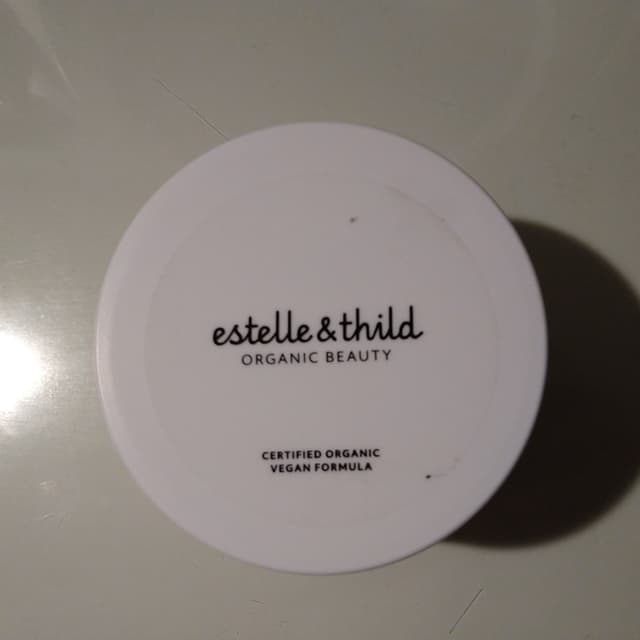 estelle & thild
ORGANIC BEAUTY
CERTIFIED ORGANIC
VEGAN FORMULA